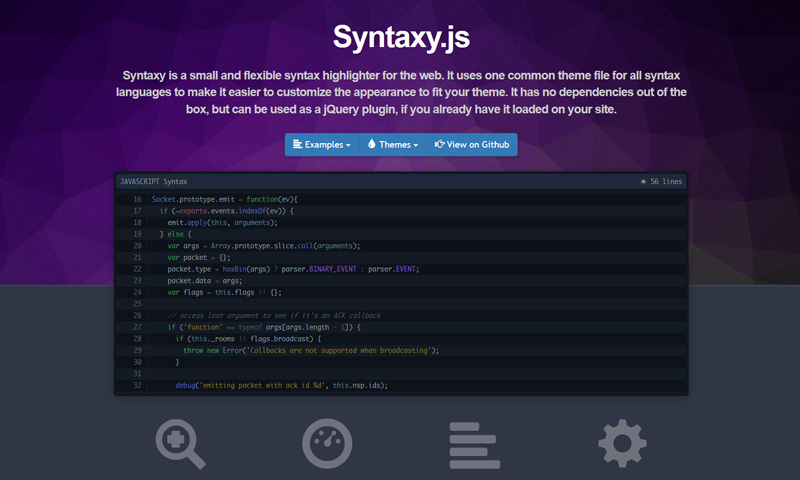 Syntaxy.js
Syntaxy is a small and flexible syntax highlighter for the web. It uses one common theme file for all syntax
languages to make it easier to customize the appearance to fit your theme. It has no dependencies out of the
box, but can be used as a jQuery plugin, if you already have it loaded on your site.
Examples Themes View on Github
JAVASCRIPT Syntax 56 lines
16 Socket.prototype.emit = function(ev){
17 if (~exports.events.indexOf(ev)) {
18 emit.apply(this, arguments);
19 } else {
20 var args = Array.prototype.slice.call(arguments);
21 var packet = {};
22 packet.type = hasBin(args) ? parser.BINARY_EVENT : parser.EVENT;
23 packet.data = args;
24 var flags = this.flags || {};
25
26 // access last argument to see if it's an ACK callback
27 if ('function' == typeof args[args.length - 1]) {
28 if (this._rooms || flags.broadcast) {
29 throw new Error('Callbacks are not supported when broadcasting');
30 }
31
32 debug('emitting packet with ack id %d', this.nsp.ids);